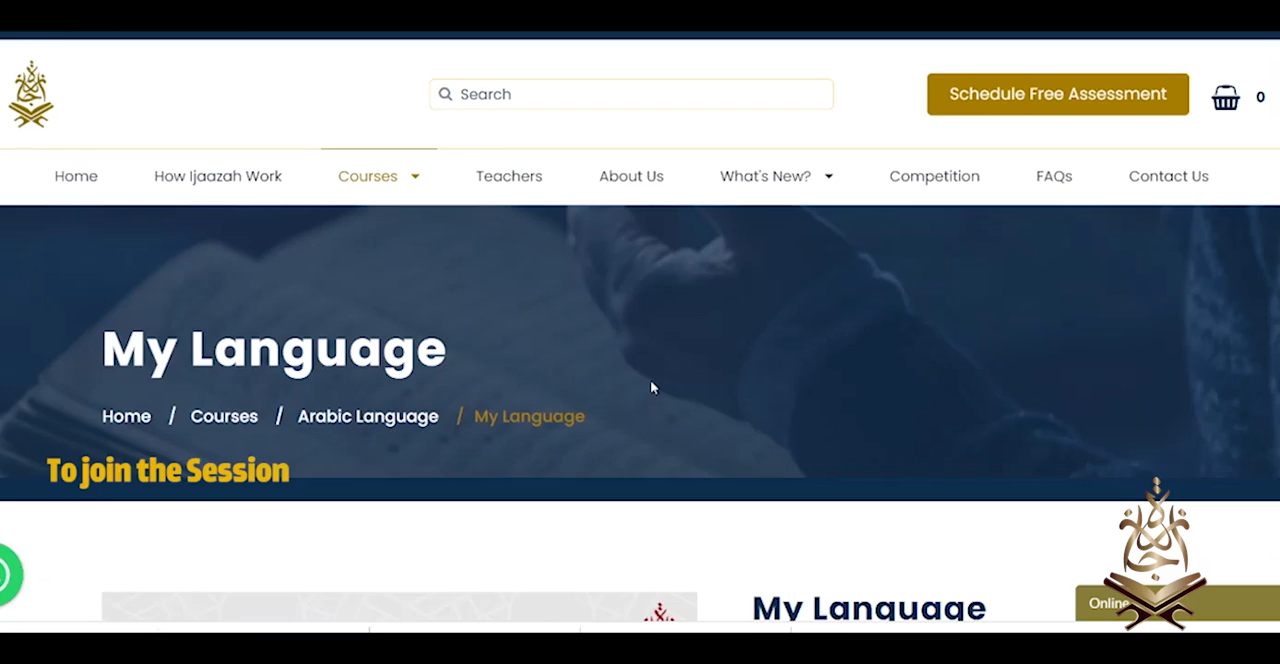 Search
Schedule Free Assessment
0
Home
How Ijaazah Work
Courses
Teachers
About Us
What's New?
Competition
FAQs
Contact Us
My Language
Home / Courses / Arabic Language / My Language
To join the Session
My Language
Online